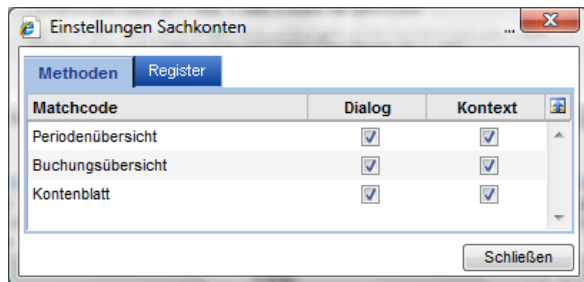 Einstellungen Sachkonten ...
Methoden Register
Matchcode Dialog Kontext
Periodenübersicht
Buchungsübersicht
Kontenblatt
Schließen